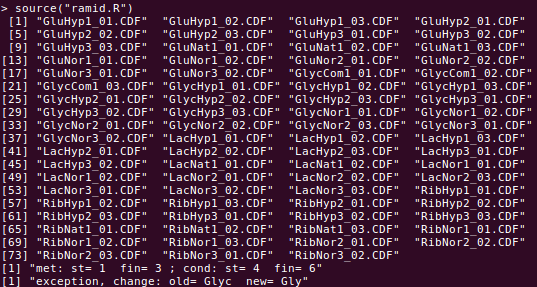 > source("ramid.R")
 [1] "GluHyp1_01.CDF"  "GluHyp1_02.CDF"  "GluHyp1_03.CDF"  "GluHyp2_01.CDF"
 [5] "GluHyp2_02.CDF"  "GluHyp2_03.CDF"  "GluHyp3_01.CDF"  "GluHyp3_02.CDF"
 [9] "GluHyp3_03.CDF"  "GluNat1_01.CDF"  "GluNat1_02.CDF"  "GluNat1_03.CDF"
[13] "GluNor1_01.CDF"  "GluNor1_02.CDF"  "GluNor2_01.CDF"  "GluNor2_02.CDF"
[17] "GluNor3_01.CDF"  "GluNor3_02.CDF"  "GlycCom1_01.CDF" "GlycCom1_02.CDF"
[21] "GlycCom1_03.CDF" "GlycHyp1_01.CDF" "GlycHyp1_02.CDF" "GlycHyp1_03.CDF"
[25] "GlycHyp2_01.CDF" "GlycHyp2_02.CDF" "GlycHyp2_03.CDF" "GlycHyp3_01.CDF"
[29] "GlycHyp3_02.CDF" "GlycHyp3_03.CDF" "GlycNor1_01.CDF" "GlycNor1_02.CDF"
[33] "GlycNor2_01.CDF" "GlycNor2_02.CDF" "GlycNor2_03.CDF" "GlycNor3_01.CDF"
[37] "GlycNor3_02.CDF" "LacHyp1_01.CDF"  "LacHyp1_02.CDF"  "LacHyp1_03.CDF"
[41] "LacHyp2_01.CDF"  "LacHyp2_02.CDF"  "LacHyp2_03.CDF"  "LacHyp3_01.CDF"
[45] "LacHyp3_02.CDF"  "LacNat1_01.CDF"  "LacNat1_02.CDF"  "LacNor1_01.CDF"
[49] "LacNor1_02.CDF"  "LacNor2_01.CDF"  "LacNor2_02.CDF"  "LacNor3_01.CDF"
[53] "LacNor3_02.CDF"  "LacNor3_03.CDF"  "RibHyp1_01.CDF"  "RibHyp1_02.CDF"
[57] "RibHyp1_02.CDF"  "RibHyp1_03.CDF"  "RibHyp2_01.CDF"  "RibHyp2_02.CDF"
[61] "RibHyp2_03.CDF"  "RibHyp3_01.CDF"  "RibHyp3_02.CDF"  "RibHyp3_03.CDF"
[65] "RibNat1_01.CDF"  "RibNat1_02.CDF"  "RibNat1_03.CDF"  "RibNor1_01.CDF"
[69] "RibNor1_02.CDF"  "RibNor1_03.CDF"  "RibNor2_01.CDF"  "RibNor2_02.CDF"
[73] "RibNor2_03.CDF"  "RibNor3_01.CDF"  "RibNor3_02.CDF"
[1] "met: st= 1  fin= 3 ; cond: st= 4  fin= 6"
[1] "exception, change: old= Glyc  new= Gly"